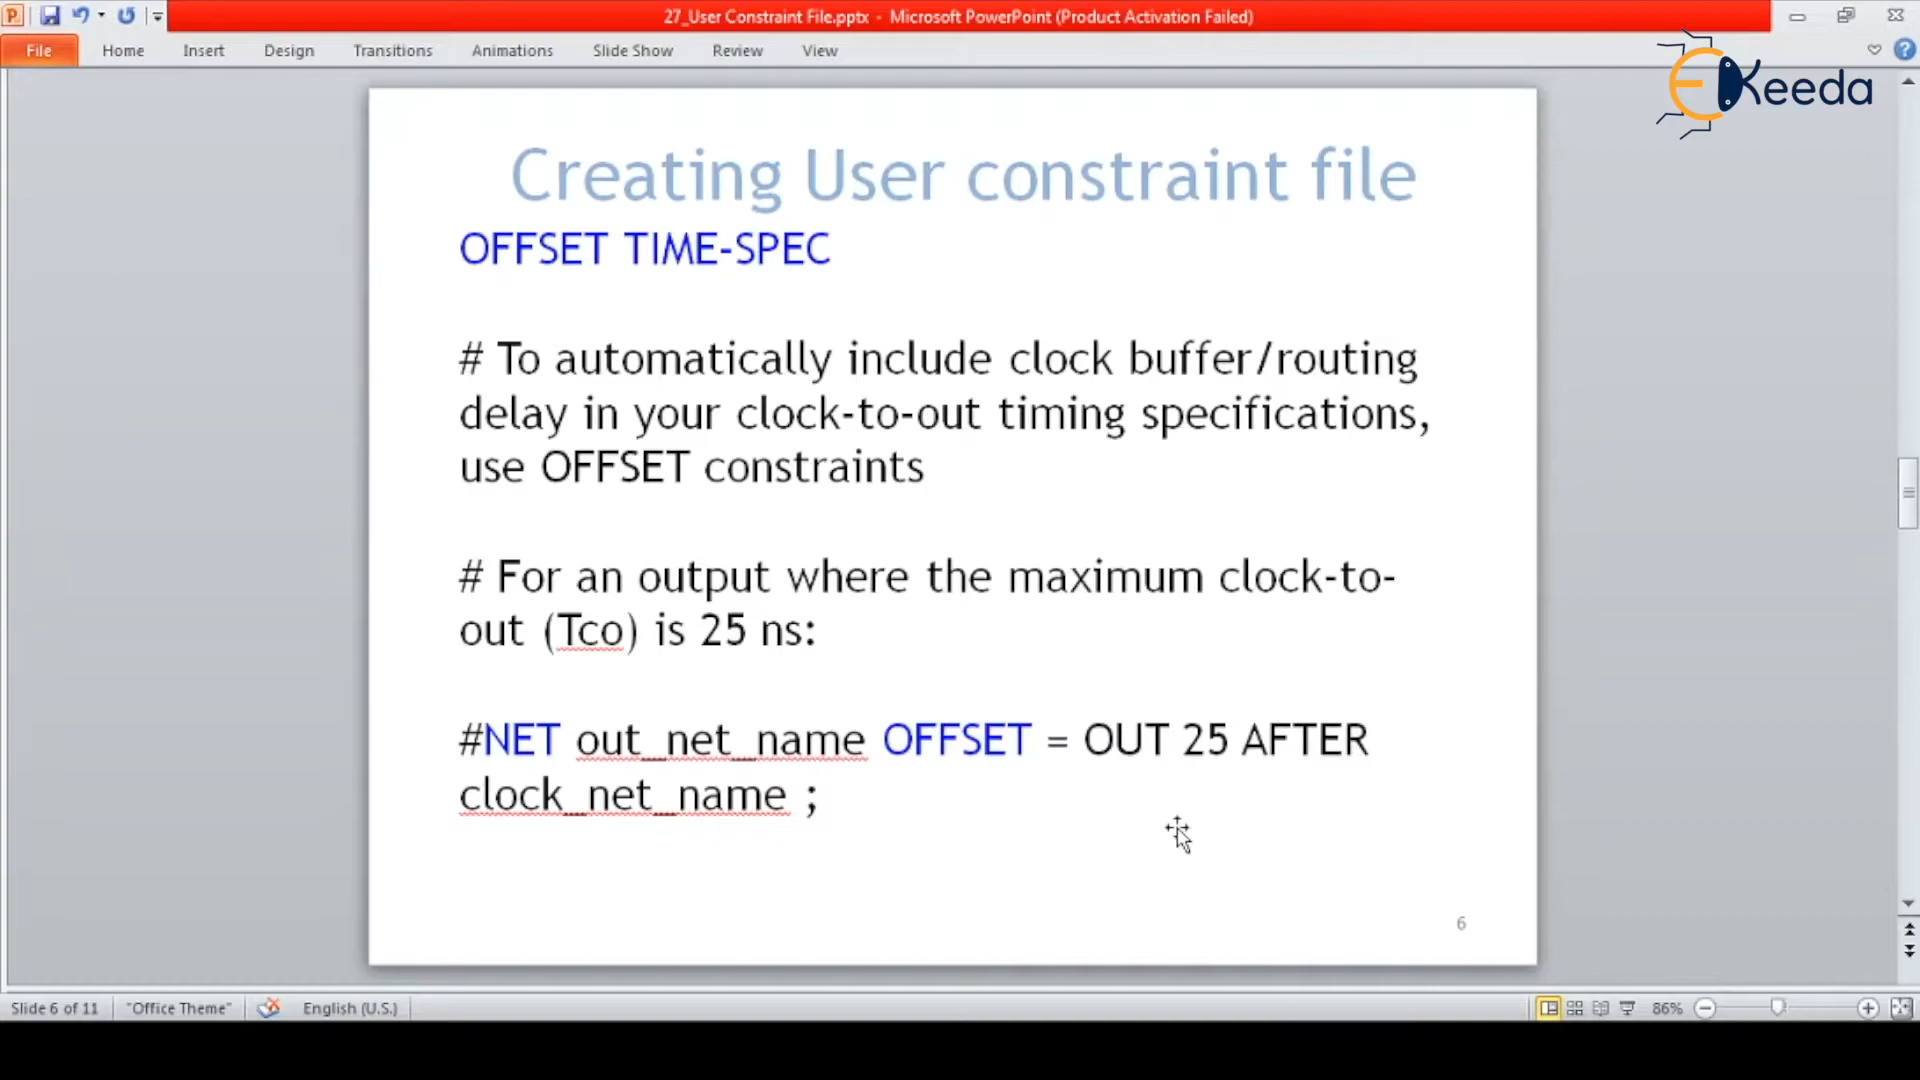 27_User Constraint File.pptx - Microsoft PowerPoint (Product Activation Failed)
File Home Insert Design Transitions Animations Slide Show Review View
EKeeda
Creating User constraint file
OFFSET TIME-SPEC
# To automatically include clock buffer/routing
delay in your clock-to-out timing specifications,
use OFFSET constraints
# For an output where the maximum clock-to-
out (Tco) is 25 ns:
#NET out_net_name OFFSET = OUT 25 AFTER
clock_net_name ;
6
Slide 6 of 11 "Office Theme" English (U.S.) 86%